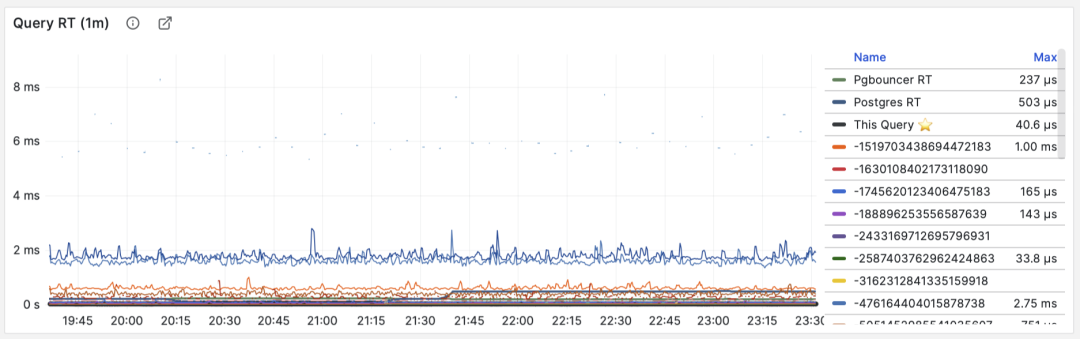 Query RT (1m)
Name Max
Pgbouncer RT 237 µs
Postgres RT 503 µs
This Query ⭐ 40.6 µs
-1519703438694472183 1.00 ms
-1630108402173118090
-1745620123406475183 165 µs
-188896253556587639 143 µs
-2433169712695796931
-2587403762962424863 33.8 µs
-3162312841335159918
-476164404015878738 2.75 ms
8 ms
6 ms
4 ms
2 ms
0 s
19:45 20:00 20:15 20:30 20:45 21:00 21:15 21:30 21:45 22:00 22:15 22:30 22:45 23:00 23:15 23:30